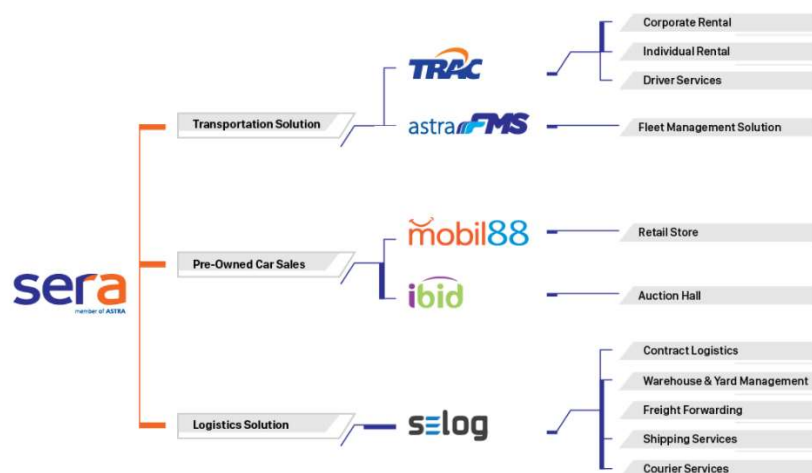 sera
member of ASTRA
Transportation Solution
TRAC
Corporate Rental
Individual Rental
Driver Services
astra FMS
Fleet Management Solution
Pre-Owned Car Sales
mobil88
Retail Store
ibid
Auction Hall
Logistics Solution
selog
Contract Logistics
Warehouse & Yard Management
Freight Forwarding
Shipping Services
Courier Services